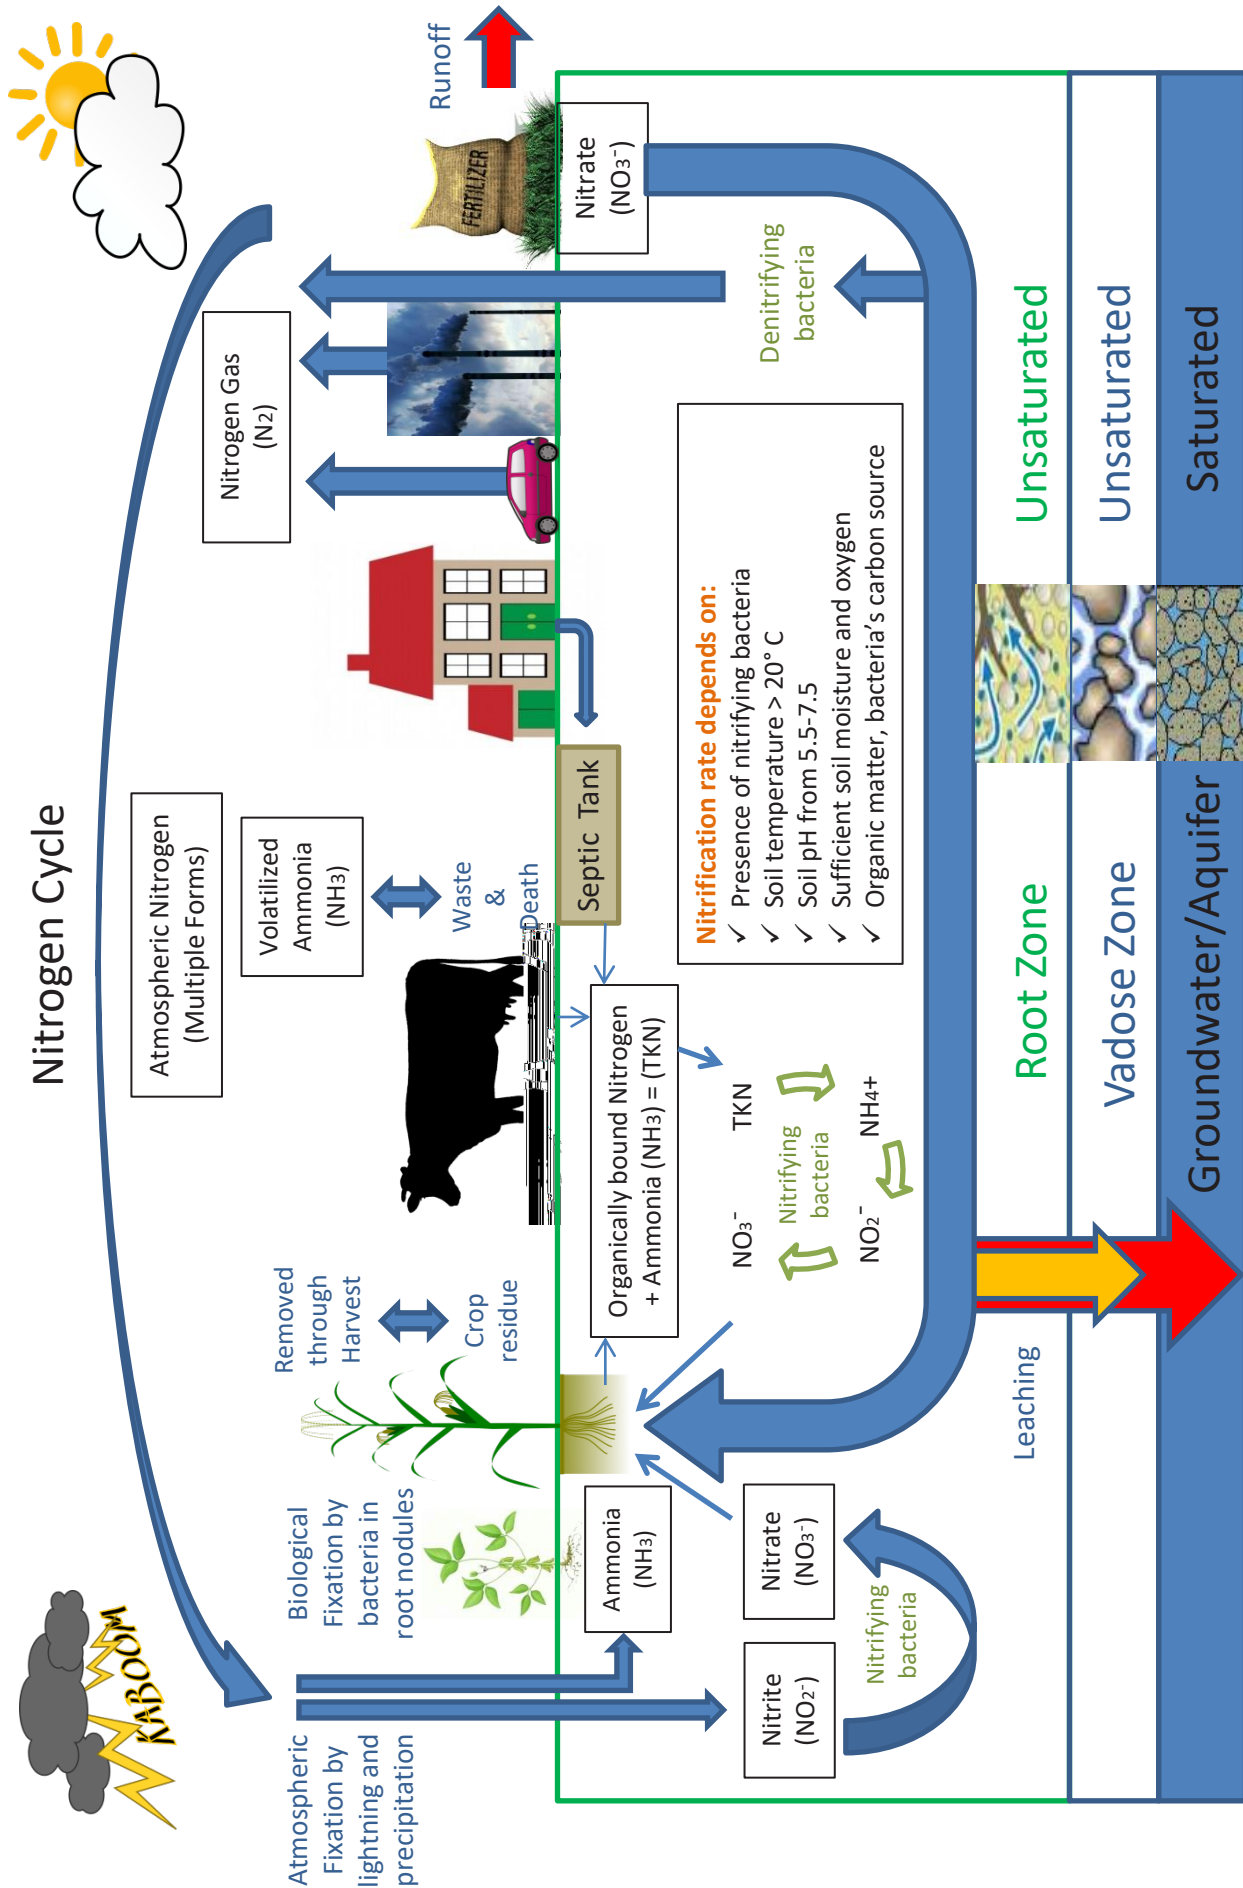 Nitrogen Cycle
KABOOM
Atmospheric Nitrogen
(Multiple Forms)
Nitrogen Gas
(N2)
Volatilized
Ammonia
(NH3)
Atmospheric
Fixation by
lightning and
precipitation
Biological
Fixation by
bacteria in
root nodules
Removed
through
Harvest
Crop
residue
Waste
&
Death
FERTILIZER
Runoff
Septic Tank
Ammonia
(NH3)
Organically bound Nitrogen
+ Ammonia (NH3) = (TKN)
Nitrate
(NO3⁻)
Nitrite
(NO2⁻)
Nitrate
(NO3⁻)
Nitrifying
bacteria
NO3⁻
TKN
Nitrifying
bacteria
NO2⁻
NH4+
Nitrification rate depends on:
✓ Presence of nitrifying bacteria
✓ Soil temperature > 20° C
✓ Soil pH from 5.5-7.5
✓ Sufficient soil moisture and oxygen
✓ Organic matter, bacteria's carbon source
Denitrifying
bacteria
Leaching
Root Zone
Unsaturated
Vadose Zone
Unsaturated
Groundwater/Aquifer
Saturated